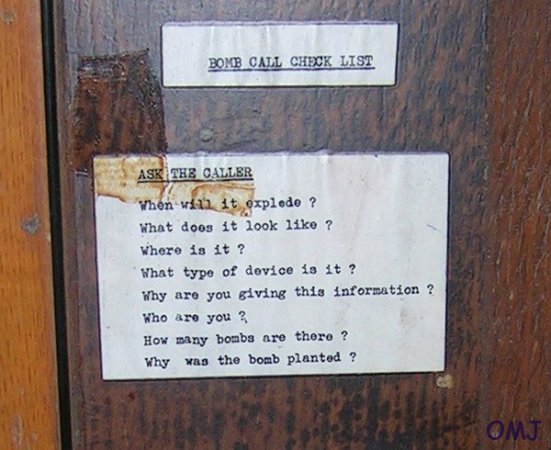 BOMB CALL CHECK LIST
ASK THE CALLER
When will it explede ?
What does it look like ?
Where is it ?
What type of device is it ?
Why are you giving this information ?
Who are you ?
How many bombs are there ?
Why was the bomb planted ?
OMJ